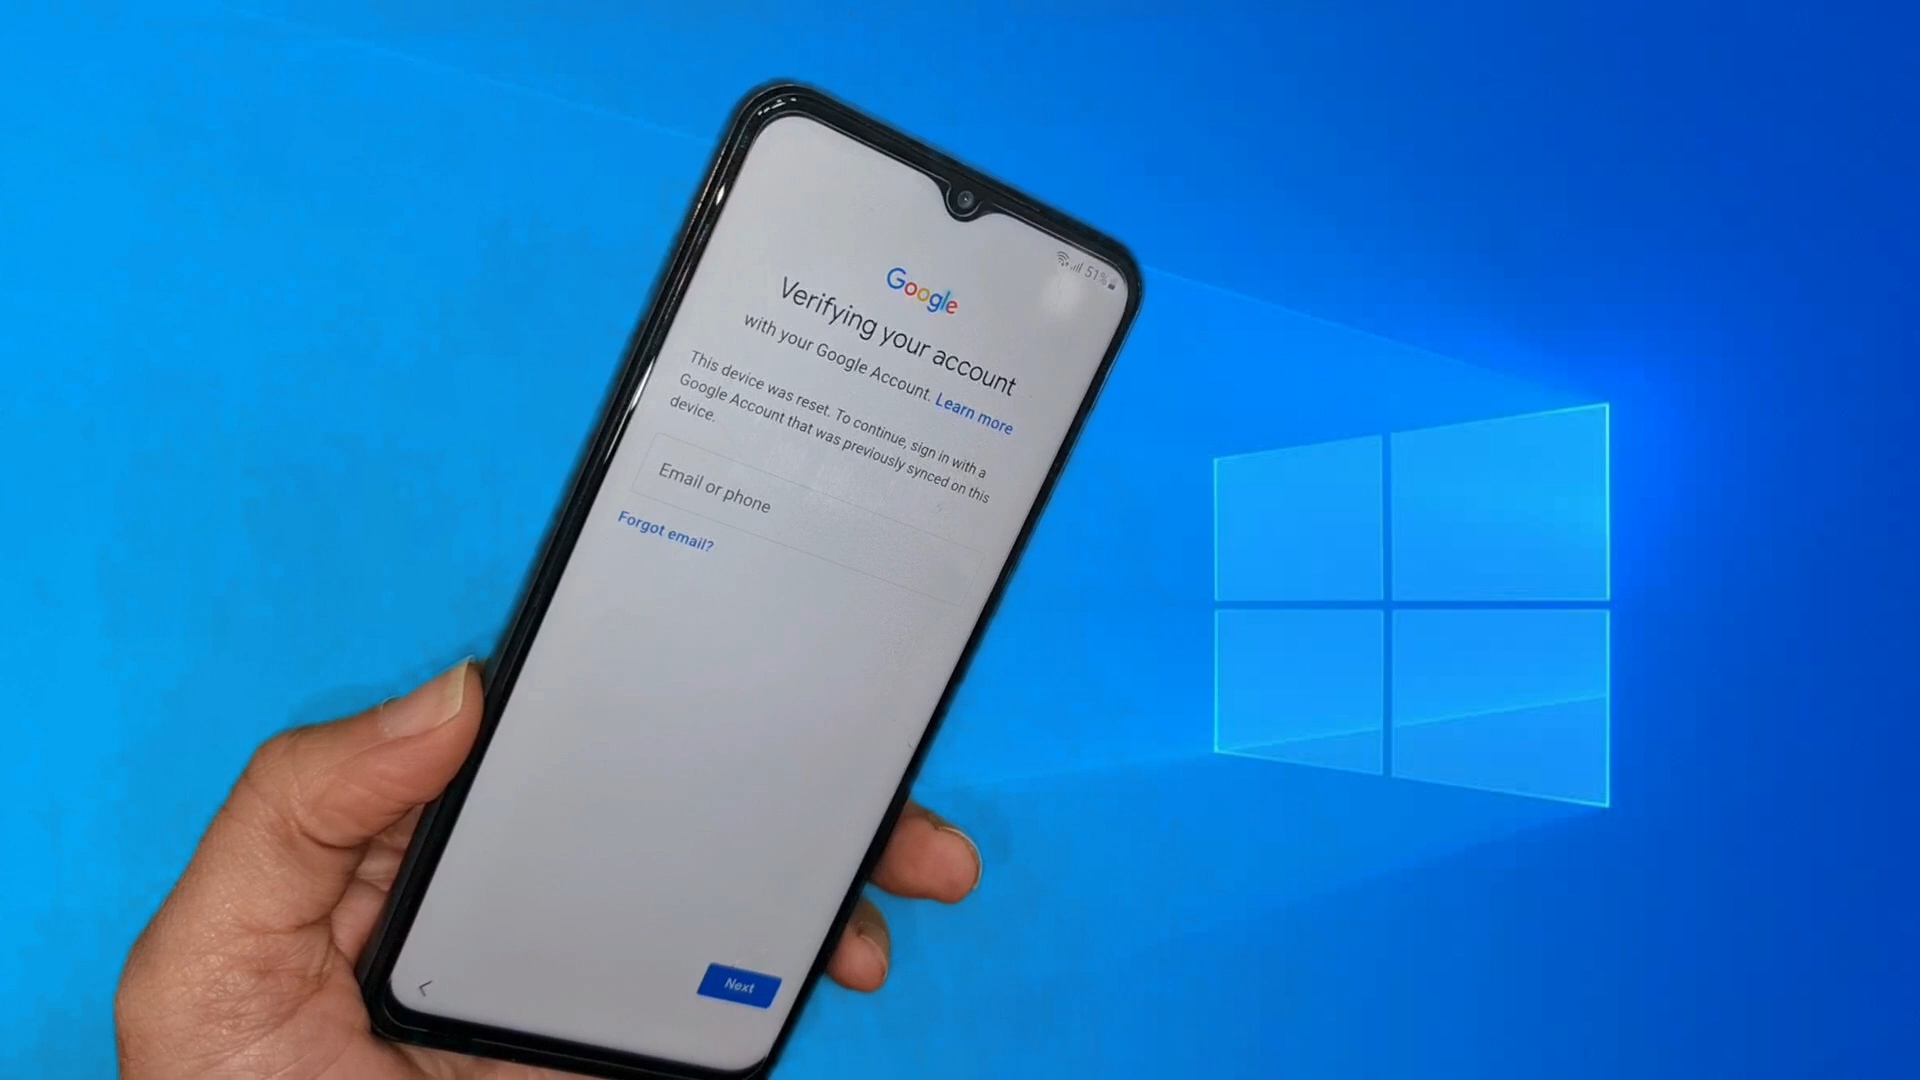 51%
Google
Verifying your account
with your Google Account. Learn more
This device was reset. To continue, sign in with a
Google Account that was previously synced on this
device.
Email or phone
Forgot email?
Next